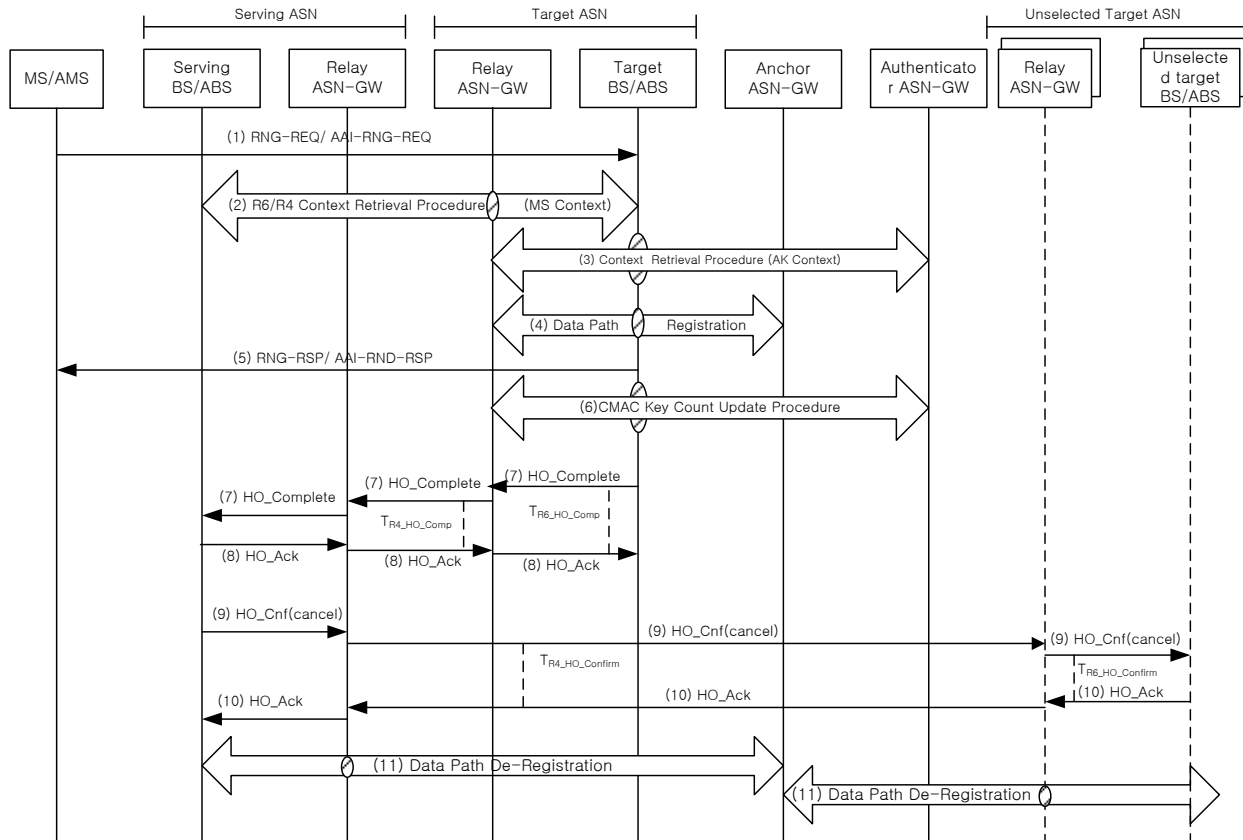 Serving ASN
Target ASN
Unselected Target ASN
MS/AMS
Serving
BS/ABS
Relay
ASN-GW
Relay
ASN-GW
Target
BS/ABS
Anchor
ASN-GW
Authenticato
r ASN-GW
Relay
ASN-GW
Unselecte
d target
BS/ABS
(1) RNG-REQ/ AAI-RNG-REQ
(2) R6/R4 Context Retrieval Procedure (MS Context)
(3) Context Retrieval Procedure (AK Context)
(4) Data Path Registration
(5) RNG-RSP/ AAI-RND-RSP
(6)CMAC Key Count Update Procedure
(7) HO_Complete
(7) HO_Complete
(7) HO_Complete
TR4_HO_Comp
TR6_HO_Comp
(8) HO_Ack
(8) HO_Ack
(8) HO_Ack
(9) HO_Cnf(cancel)
(9) HO_Cnf(cancel)
(9) HO_Cnf(cancel)
TR4_HO_Confirm
TR6_HO_Confirm
(10) HO_Ack
(10) HO_Ack
(10) HO_Ack
(11) Data Path De-Registration
(11) Data Path De-Registration